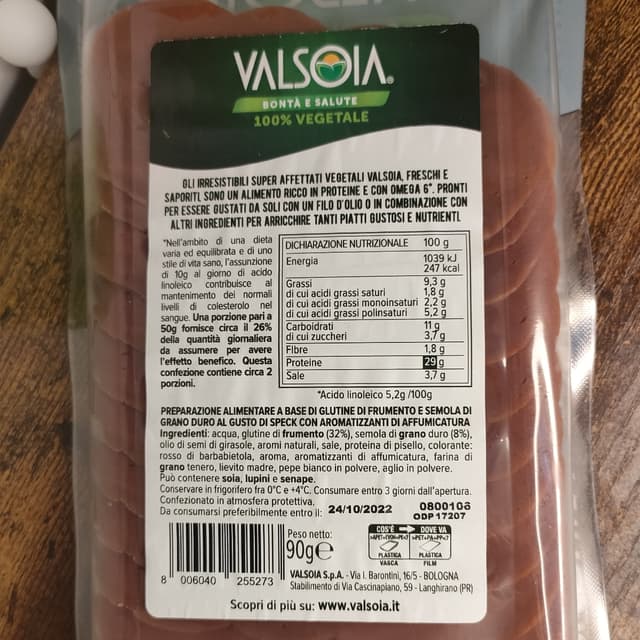 VALSOIA®
BONTÀ E SALUTE
100% VEGETALE
GLI IRRESISTIBILI SUPER AFFETTATI VEGETALI VALSOIA, FRESCHI E
SAPORITI, SONO UN ALIMENTO RICCO IN PROTEINE E CON OMEGA 6*. PRONTI
PER ESSERE GUSTATI DA SOLI CON UN FILO D'OLIO O IN COMBINAZIONE CON
ALTRI INGREDIENTI PER ARRICCHIRE TANTI PIATTI GUSTOSI E NUTRIENTI.
*Nell'ambito di una dieta
varia ed equilibrata e di uno
stile di vita sano, l'assunzione
di 10g al giorno di acido
linoleico contribuisce al
mantenimento dei normali
livelli di colesterolo nel
sangue. Una porzione pari a
50g fornisce circa il 26%
della quantità giornaliera
da assumere per avere
l'effetto benefico. Questa
confezione contiene circa 2
porzioni.
DICHIARAZIONE NUTRIZIONALE 100 g
Energia 1039 kJ
247 kcal
Grassi 9,3 g
di cui acidi grassi saturi 1,8 g
di cui acidi grassi monoinsaturi 2,2 g
di cui acidi grassi polinsaturi 5,2 g
Carboidrati 11 g
di cui zuccheri 3,7 g
Fibre 1,8 g
Proteine 29 g
Sale 3,7 g
*Acido linoleico 5,2g /100g
PREPARAZIONE ALIMENTARE A BASE DI GLUTINE DI FRUMENTO E SEMOLA DI
GRANO DURO AL GUSTO DI SPECK CON AROMATIZZANTI DI AFFUMICATURA
Ingredienti: acqua, glutine di frumento (32%), semola di grano duro (8%),
olio di semi di girasole, aromi naturali, sale, proteina di pisello, colorante:
rosso di barbabietola, aroma, aromatizzanti di affumicatura, farina di
grano tenero, lievito madre, pepe bianco in polvere, aglio in polvere.
Può contenere soia, lupini e senape.
Conservare in frigorifero fra 0°C e +4°C. Consumare entro 3 giorni dall'apertura.
Confezionato in atmosfera protettiva.
Da consumarsi preferibilmente entro il: 24/10/2022
0800106
ODP 17207
COS'È DOVE VA
PLASTICA PLASTICA
VASCA FILM
Peso netto:
90g e
8 006040 255273
VALSOIA S.p.A. - Via I. Barontini, 16/5 - BOLOGNA
Stabilimento di Via Cascinapiano, 59 - Langhirano (PR)
Scopri di più su: www.valsoia.it